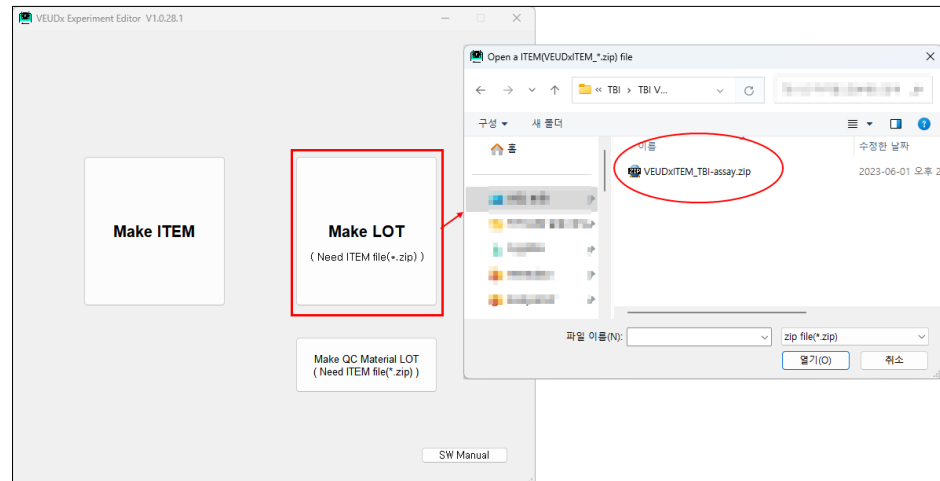 VEUDx Experiment Editor V1.0.28.1
Make ITEM
Make LOT
( Need ITEM file(*.zip) )
Make QC Material LOT
( Need ITEM file(*.zip) )
SW Manual
Open a ITEM(VEUDxITEM_*.zip) file
« TBI › TBI V...
구성
새 폴더
홈
이름
수정한 날짜
VEUDxITEM_TBI-assay.zip
2023-06-01 오후 2
파일 이름(N):
zip file(*.zip)
열기(O)
취소